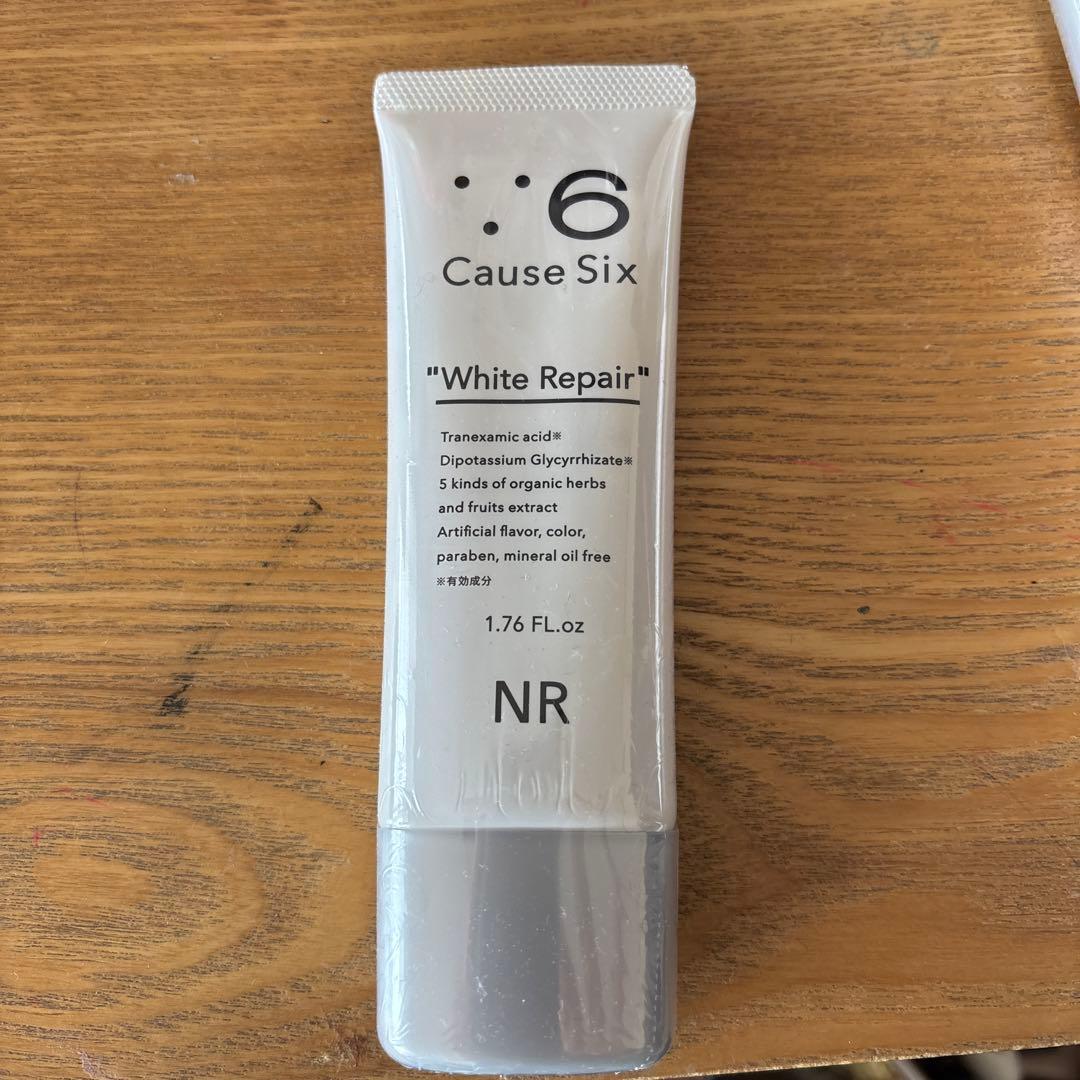 6
Cause Six
"White Repair"
Tranexamic acid※
Dipotassium Glycyrrhizate※
5 kinds of organic herbs
and fruits extract
Artificial flavor, color,
paraben, mineral oil free
※有効成分
1.76 FL.oz
NR